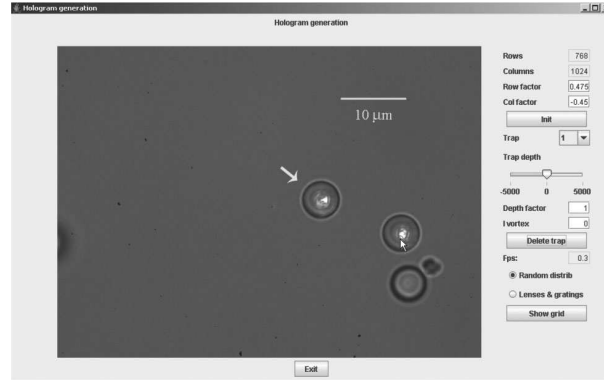 Hologram generation
Hologram generation
Rows 768
Columns 1024
Row factor 0.475
Col factor -0.45
Init
Trap 1
Trap depth
-5000 0 5000
Depth factor 1
l vortex 0
Delete trap
Fps: 0.3
Random distrib
Lenses & gratings
Show grid
10 µm
Exit